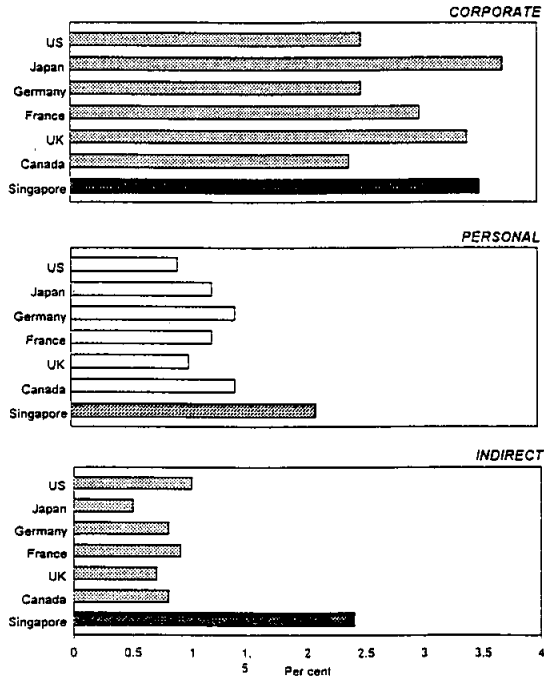 CORPORATE
US
Japan
Germany
France
UK
Canada
Singapore
PERSONAL
US
Japan
Germany
France
UK
Canada
Singapore
INDIRECT
US
Japan
Germany
France
UK
Canada
Singapore
0 0.5 1 1. 2 2.5 3 3.5 4
5 Per cent